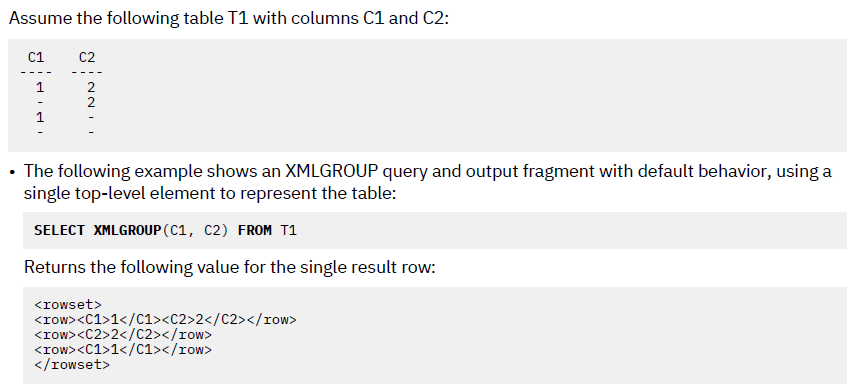 Assume the following table T1 with columns C1 and C2:
C1 C2
---- ----
1 2
- 2
1 -
- -
• The following example shows an XMLGROUP query and output fragment with default behavior, using a
single top-level element to represent the table:
SELECT XMLGROUP(C1, C2) FROM T1
Returns the following value for the single result row:
<rowset>
<row><C1>1</C1><C2>2</C2></row>
<row><C2>2</C2></row>
<row><C1>1</C1></row>
</rowset>